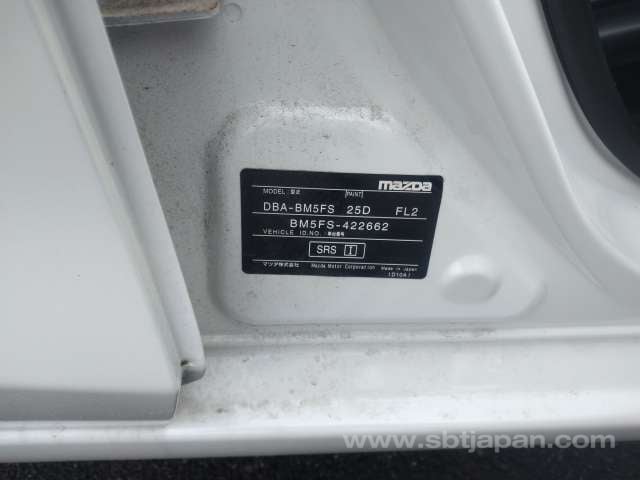 mazda
MODEL: 型式 PAINT
DBA-BM5FS 25D FL2
BM5FS-422662
VEHICLE ID.NO. 車台番号
SRS I
マツダ株式会社 Mazda Motor Corporation Made in Japan
www.sbtjapan.com